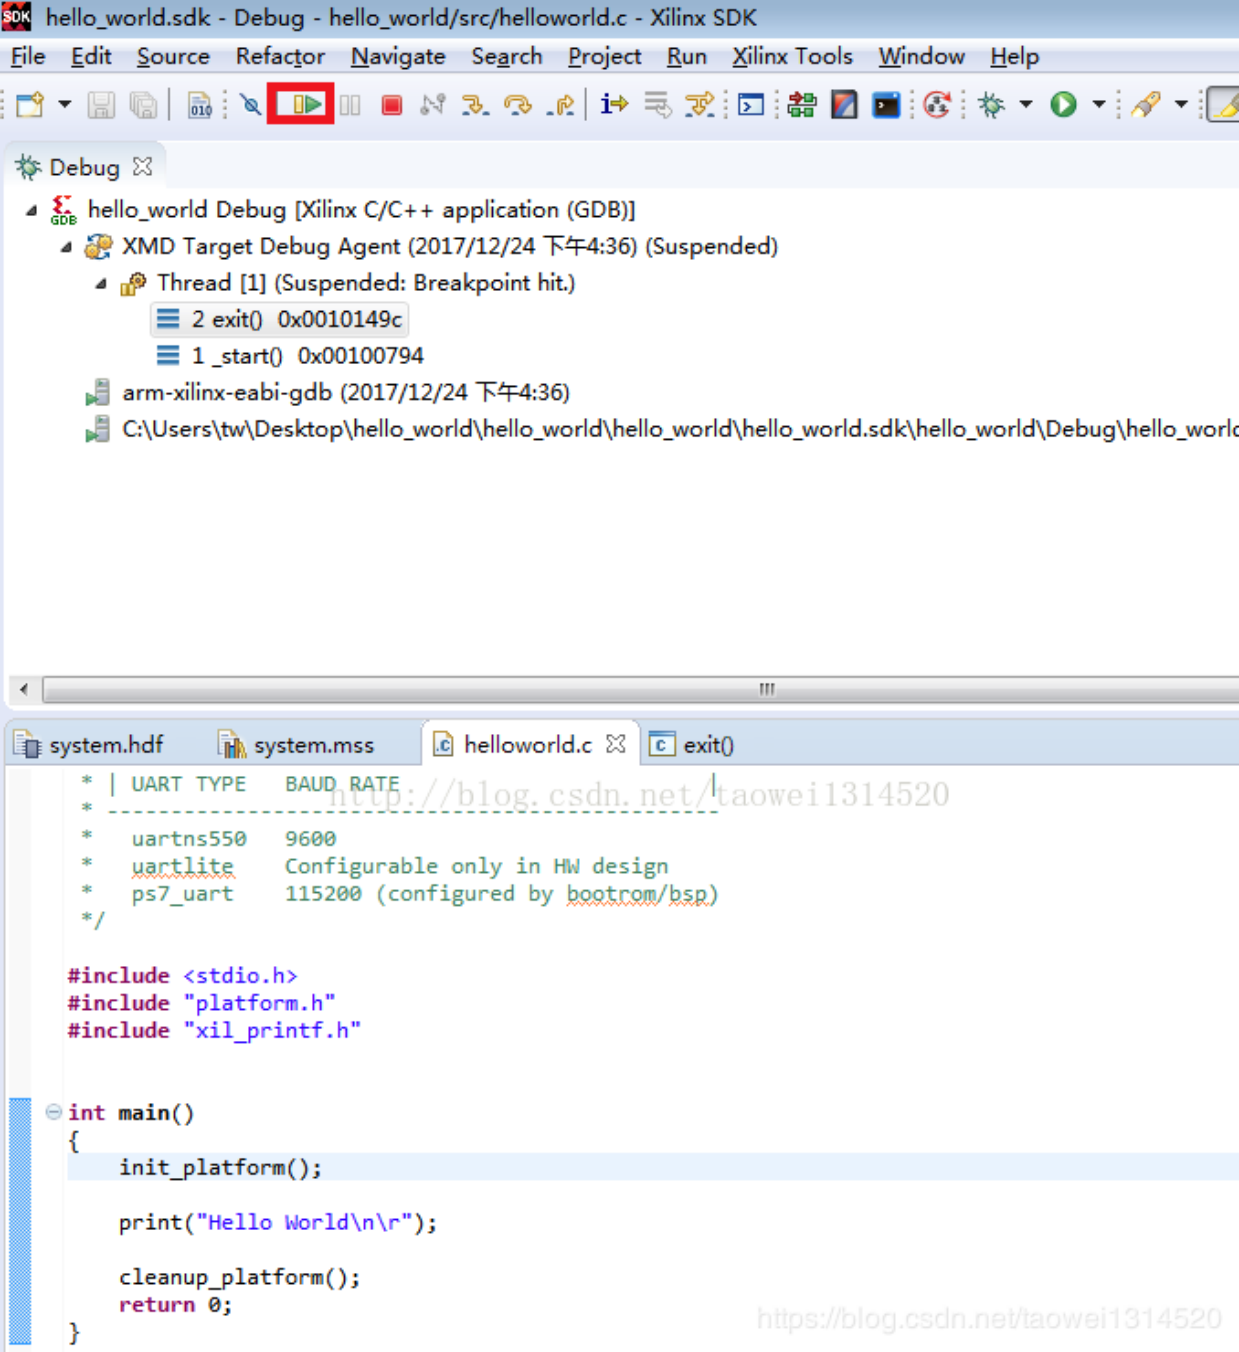 SDK hello_world.sdk - Debug - hello_world/src/helloworld.c - Xilinx SDK
File Edit Source Refactor Navigate Search Project Run Xilinx Tools Window Help
010
Debug
GDB hello_world Debug [Xilinx C/C++ application (GDB)]
XMD Target Debug Agent (2017/12/24 下午4:36) (Suspended)
Thread [1] (Suspended: Breakpoint hit.)
2 exit() 0x0010149c
1 _start() 0x00100794
arm-xilinx-eabi-gdb (2017/12/24 下午4:36)
C:\Users\tw\Desktop\hello_world\hello_world\hello_world\hello_world.sdk\hello_world\Debug\hello_world
system.hdf system.mss helloworld.c exit()
* | UART TYPE   BAUD RATE                        |
http://blog.csdn.net/taowei1314520
* ------------------------------------------------
*   uartns550   9600
*   uartlite    Configurable only in HW design
*   ps7_uart    115200 (configured by bootrom/bsp)
*/
#include <stdio.h>
#include "platform.h"
#include "xil_printf.h"
int main()
{
init_platform();
print("Hello World\n\r");
cleanup_platform();
return 0;
}
https://blog.csdn.net/taowei1314520